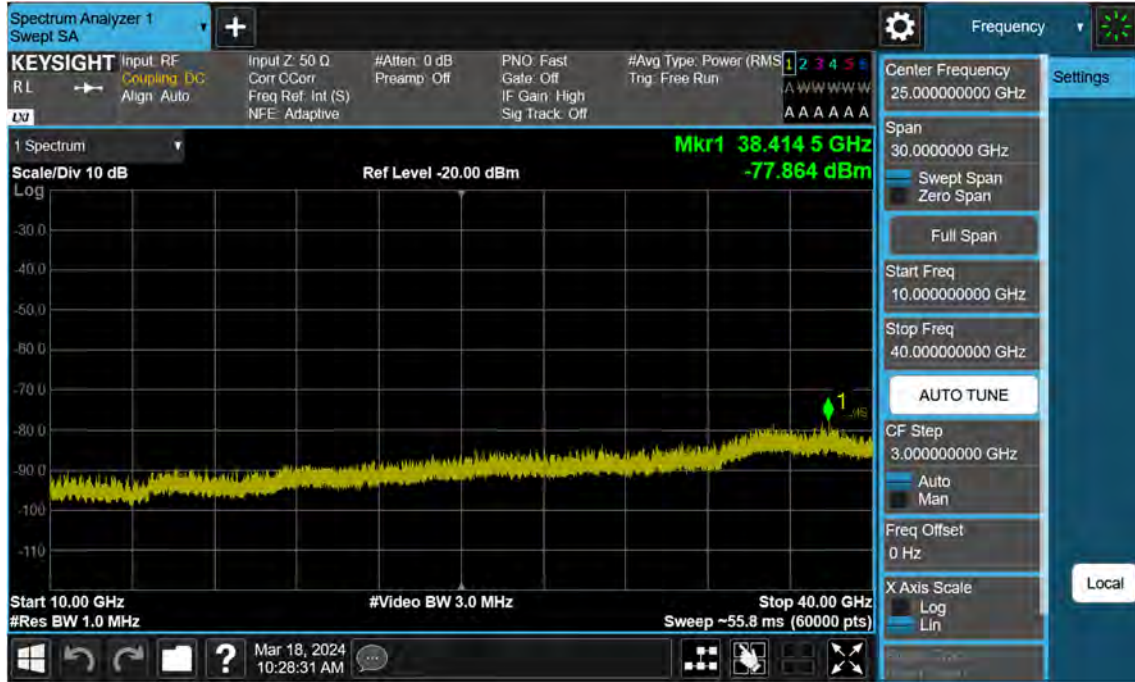 Spectrum Analyzer 1
Swept SA
Frequency
KEYSIGHT
RL
LXI
Input: RF
Coupling: DC
Align: Auto
Input Z: 50 Ω
Corr CCorr
Freq Ref: Int (S)
NFE: Adaptive
#Atten: 0 dB
Preamp: Off
PNO: Fast
Gate: Off
IF Gain: High
Sig Track: Off
#Avg Type: Power (RMS
Trig: Free Run
1 2 3 4 5 6
A W W W W W
A A A A A A
1 Spectrum
Scale/Div 10 dB
Log
Ref Level -20.00 dBm
Mkr1 38.414 5 GHz
-77.864 dBm
-30.0
-40.0
-50.0
-60.0
-70.0
-80.0
-90.0
-100
-110
1
Start 10.00 GHz
#Res BW 1.0 MHz
#Video BW 3.0 MHz
Stop 40.00 GHz
Sweep ~55.8 ms (60000 pts)
Center Frequency
25.000000000 GHz
Span
30.0000000 GHz
Swept Span
Zero Span
Full Span
Start Freq
10.000000000 GHz
Stop Freq
40.000000000 GHz
AUTO TUNE
CF Step
3.000000000 GHz
Auto
Man
Freq Offset
0 Hz
X Axis Scale
Log
Lin
Settings
Local
?
Mar 18, 2024
10:28:31 AM